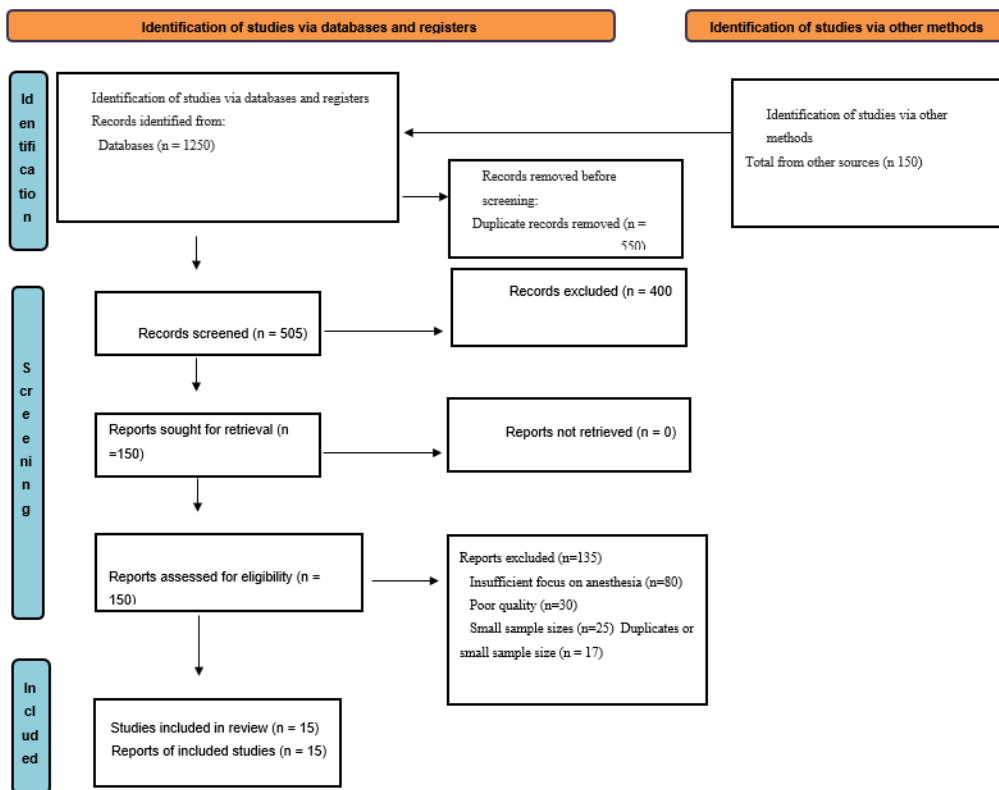 Identification of studies via databases and registers
Identification of studies via other methods
Id
en
tifi
ca
tio
n
Identification of studies via databases and registers
Records identified from:
Databases (n = 1250)
Identification of studies via other
methods
Total from other sources (n 150)
Records removed before
screening:
Duplicate records removed (n =
550)
S
cr
e
e
ni
n
g
Records screened (n = 505)
Records excluded (n = 400
Reports sought for retrieval (n
=150)
Reports not retrieved (n = 0)
Reports assessed for eligibility (n =
150)
Reports excluded (n=135)
Insufficient focus on anesthesia (n=80)
Poor quality (n=30)
Small sample sizes (n=25) Duplicates or
small sample size (n = 17)
In
cl
ud
ed
Studies included in review (n = 15)
Reports of included studies (n = 15)